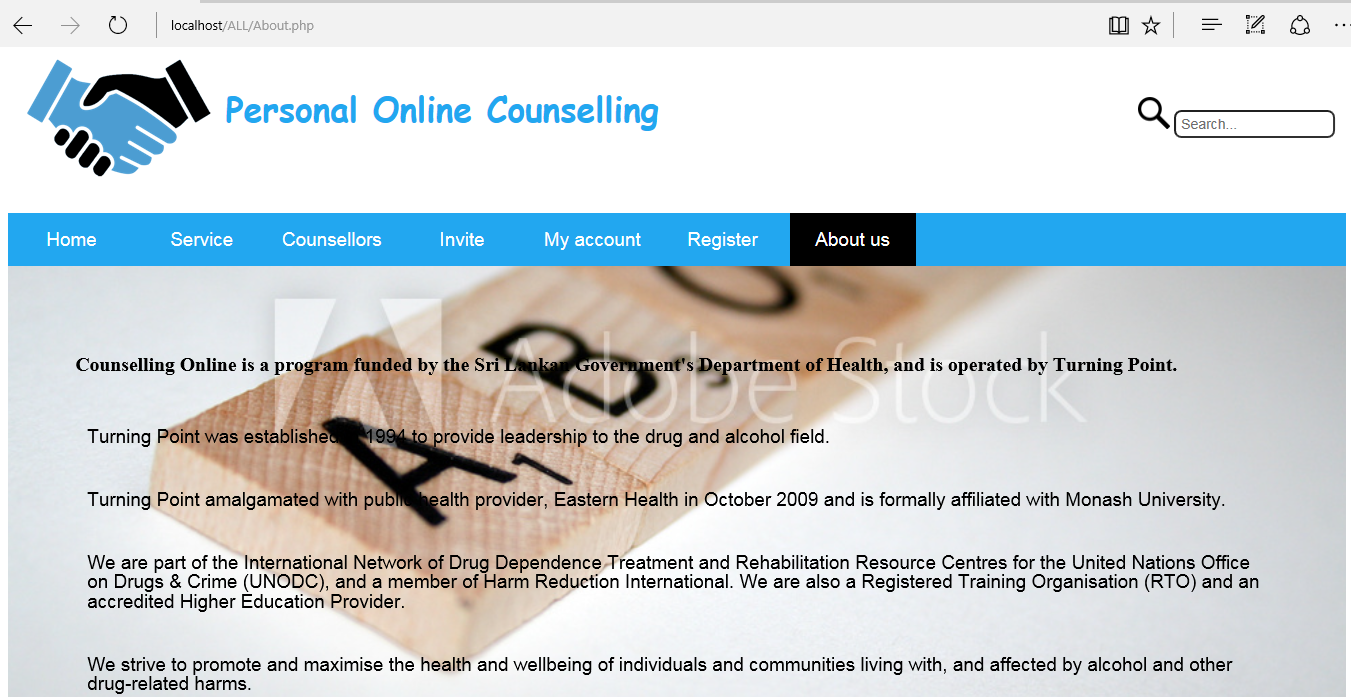 localhost/ALL/About.php
Personal Online Counselling
Search...
Home Service Counsellors Invite My account Register About us
Adobe Stock
Counselling Online is a program funded by the Sri Lankan Government's Department of Health, and is operated by Turning Point.
A
B
C
1
Turning Point was established in 1994 to provide leadership to the drug and alcohol field.
Turning Point amalgamated with public health provider, Eastern Health in October 2009 and is formally affiliated with Monash University.
We are part of the International Network of Drug Dependence Treatment and Rehabilitation Resource Centres for the United Nations Office
on Drugs & Crime (UNODC), and a member of Harm Reduction International. We are also a Registered Training Organisation (RTO) and an
accredited Higher Education Provider.
We strive to promote and maximise the health and wellbeing of individuals and communities living with, and affected by alcohol and other
drug-related harms.